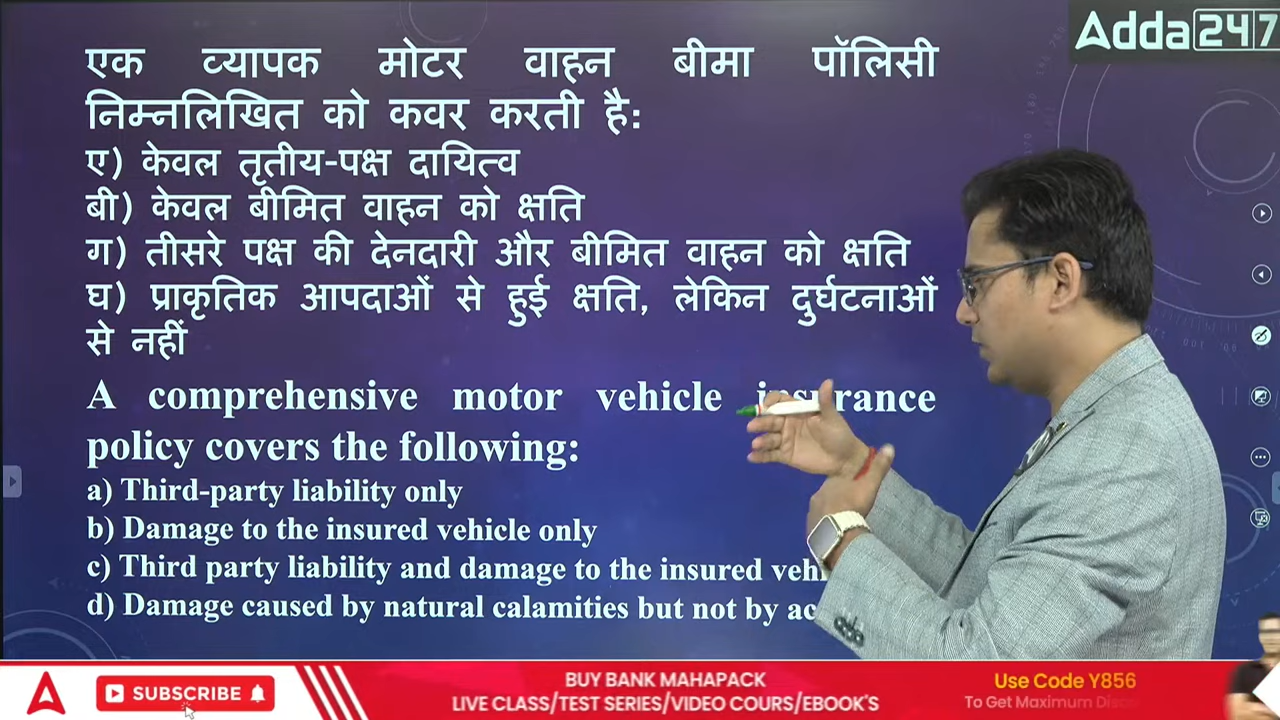 Adda247
एक व्यापक मोटर वाहन बीमा पॉलिसी
निम्नलिखित को कवर करती है:
ए) केवल तृतीय-पक्ष दायित्व
बी) केवल बीमित वाहन को क्षति
ग) तीसरे पक्ष की देनदारी और बीमित वाहन को क्षति
घ) प्राकृतिक आपदाओं से हुई क्षति, लेकिन दुर्घटनाओं
से नहीं
A comprehensive motor vehicle insurance
policy covers the following:
a) Third-party liability only
b) Damage to the insured vehicle only
c) Third party liability and damage to the insured
d) Damage caused by natural calamities but not by
SUBSCRIBE
BUY BANK MAHAPACK
LIVE CLASS/TEST SERIES/VIDEO COURS/EBOOK'S
Use Code Y856
To Get Maximum